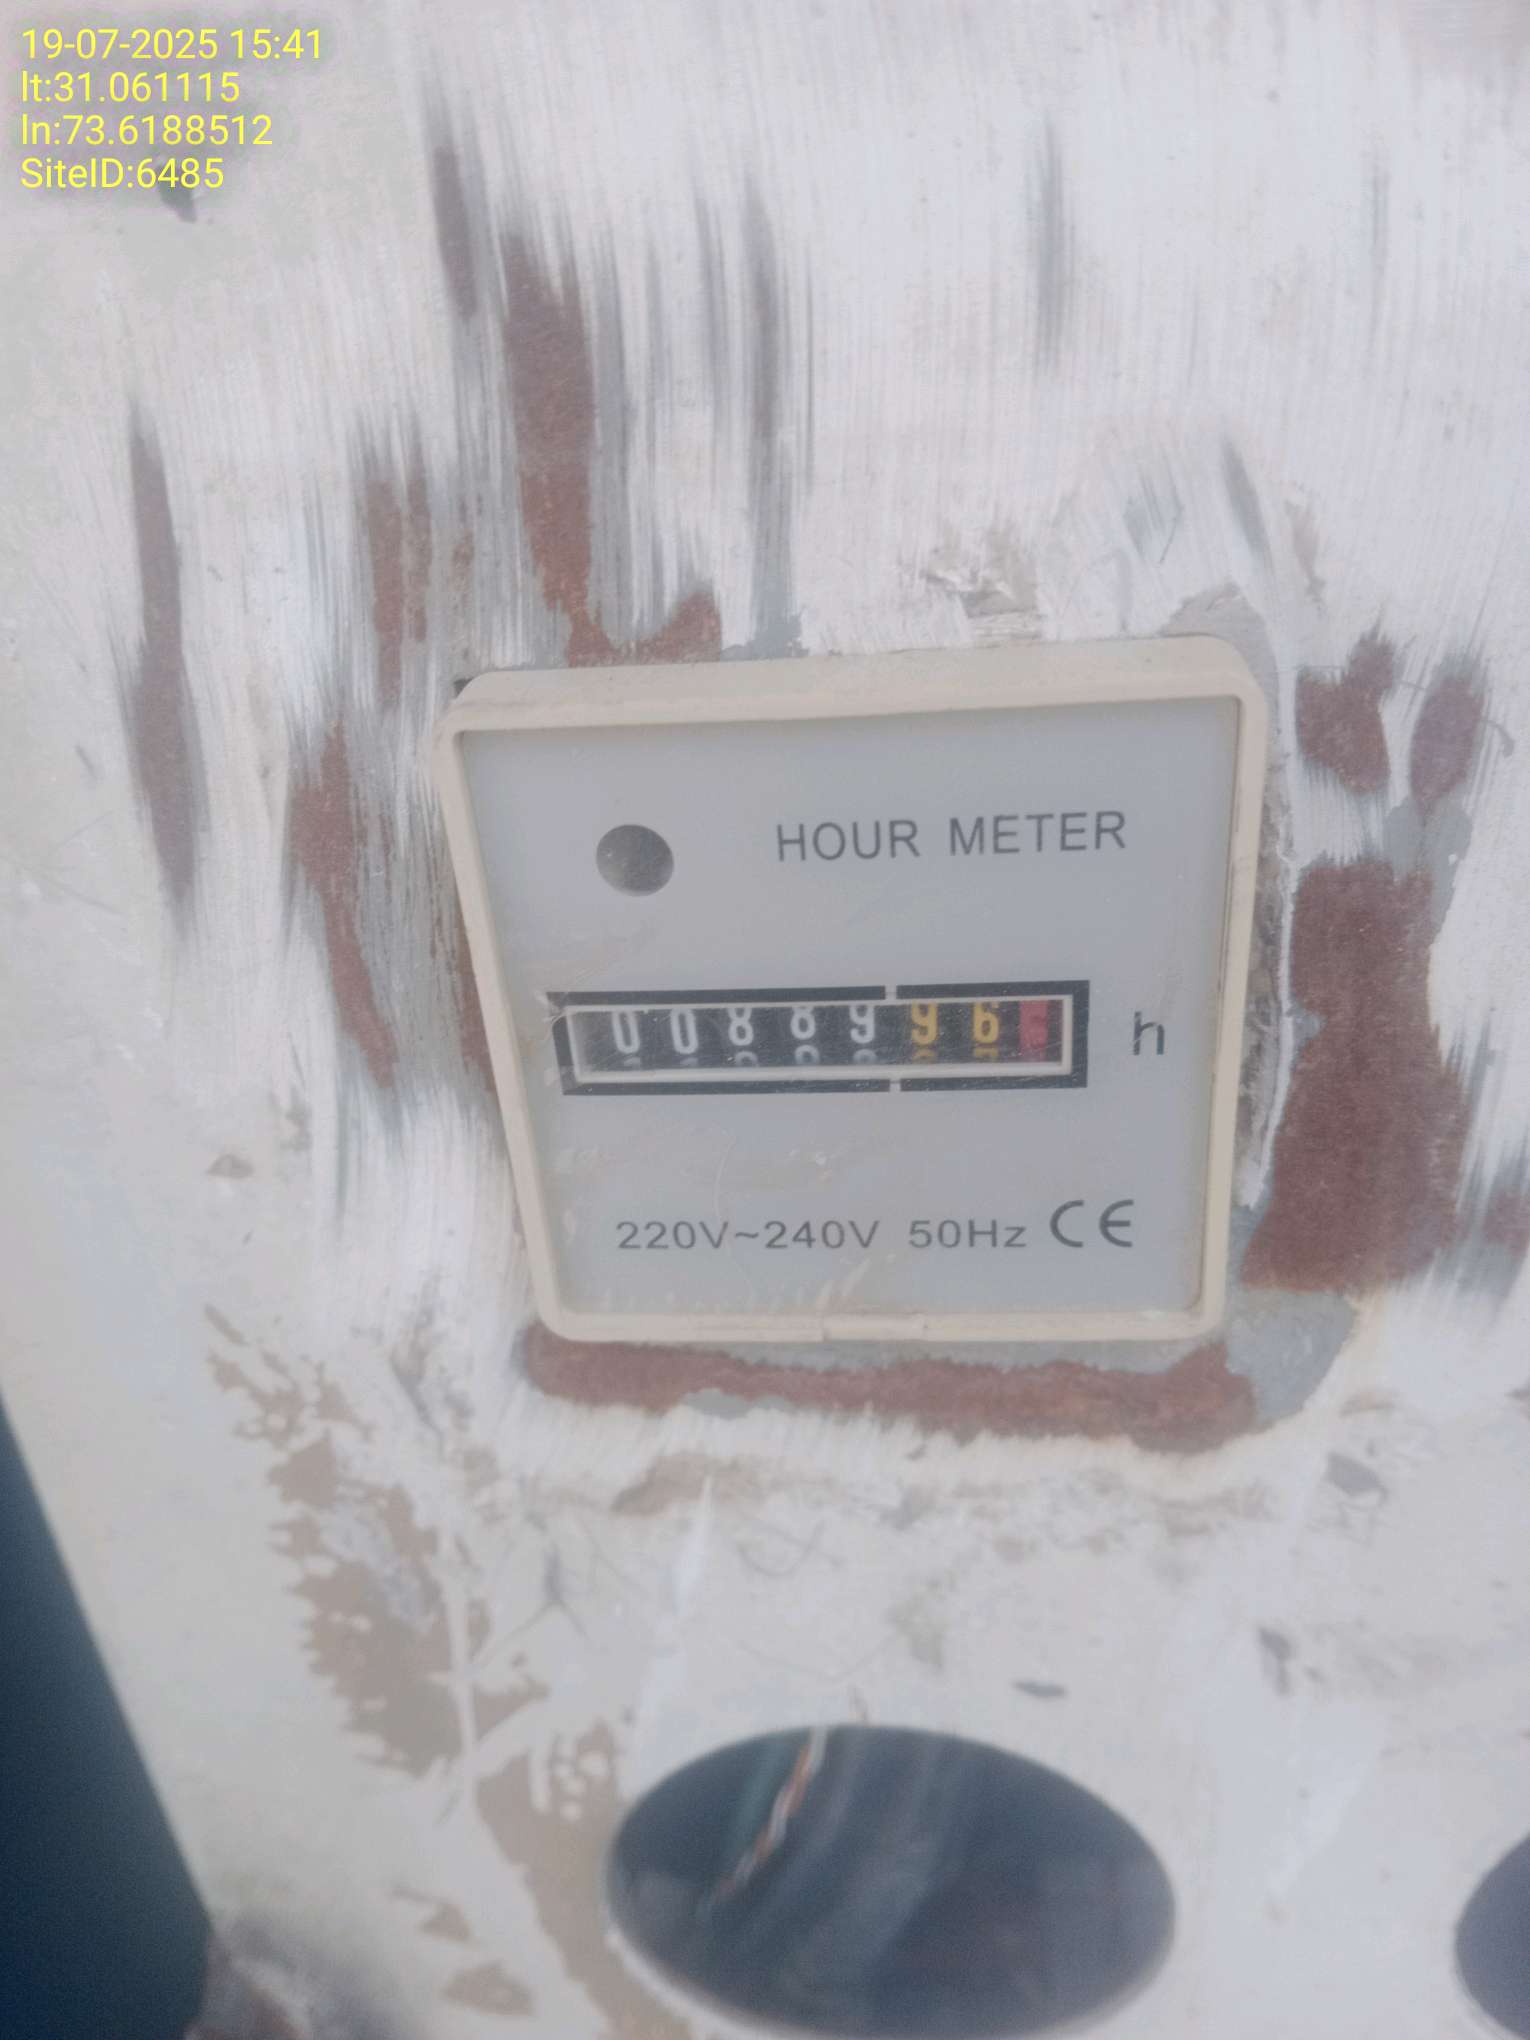 19-07-2025 15:41
lt:31.061115
ln:73.6188512
SiteID:6485
HOUR METER
0088996
h
220V~240V 50Hz CE